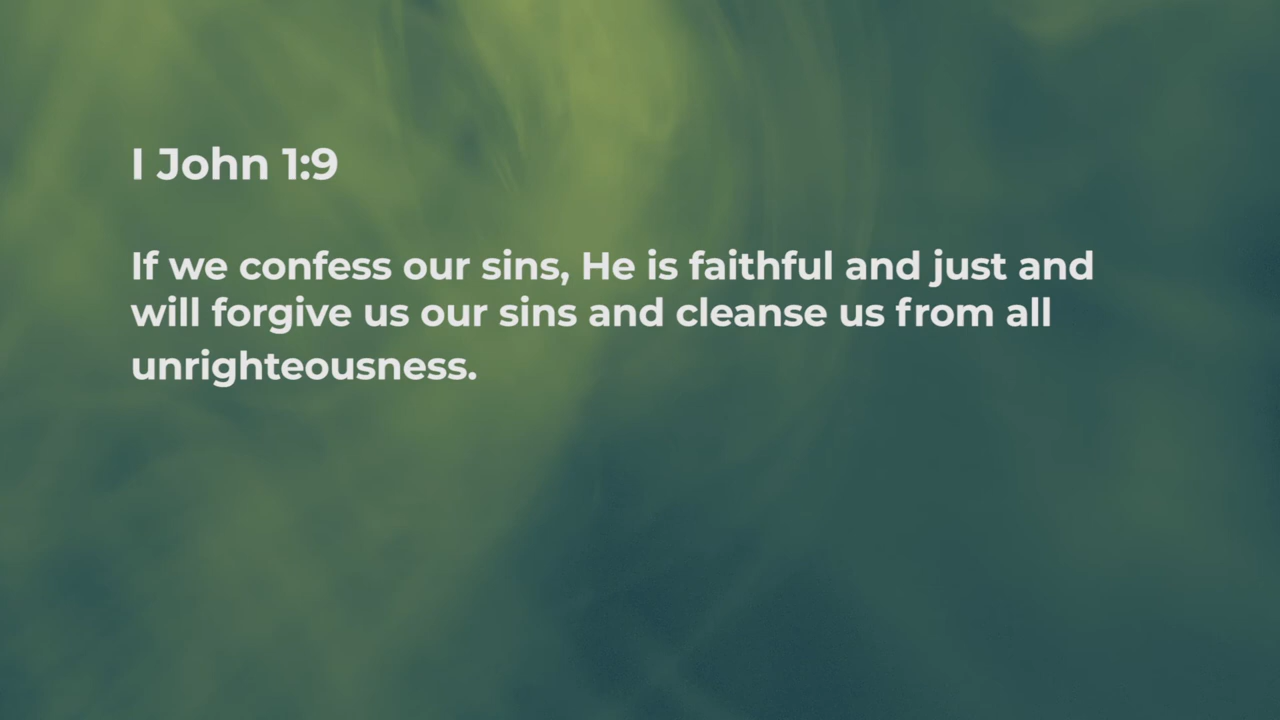 I John 1:9
If we confess our sins, He is faithful and just and
will forgive us our sins and cleanse us from all
unrighteousness.